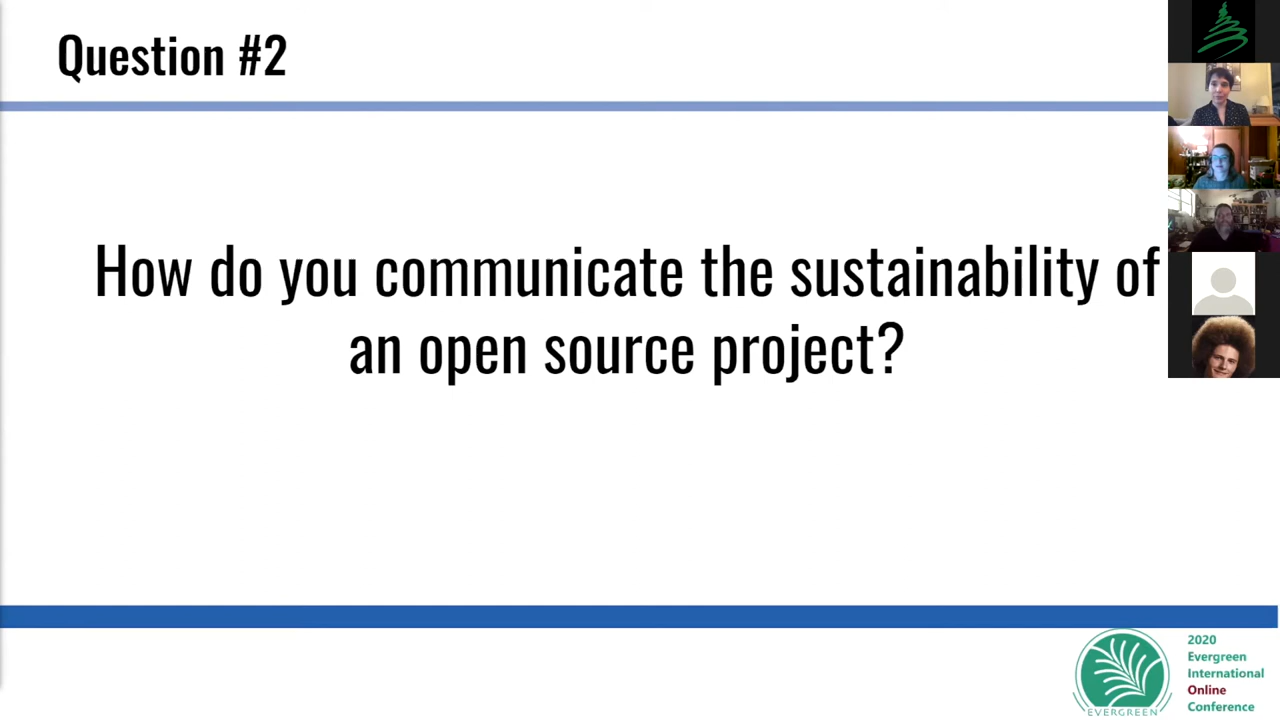 Question #2
How do you communicate the sustainability of
an open source project?
EVERGREEN
2020
Evergreen
International
Online
Conference